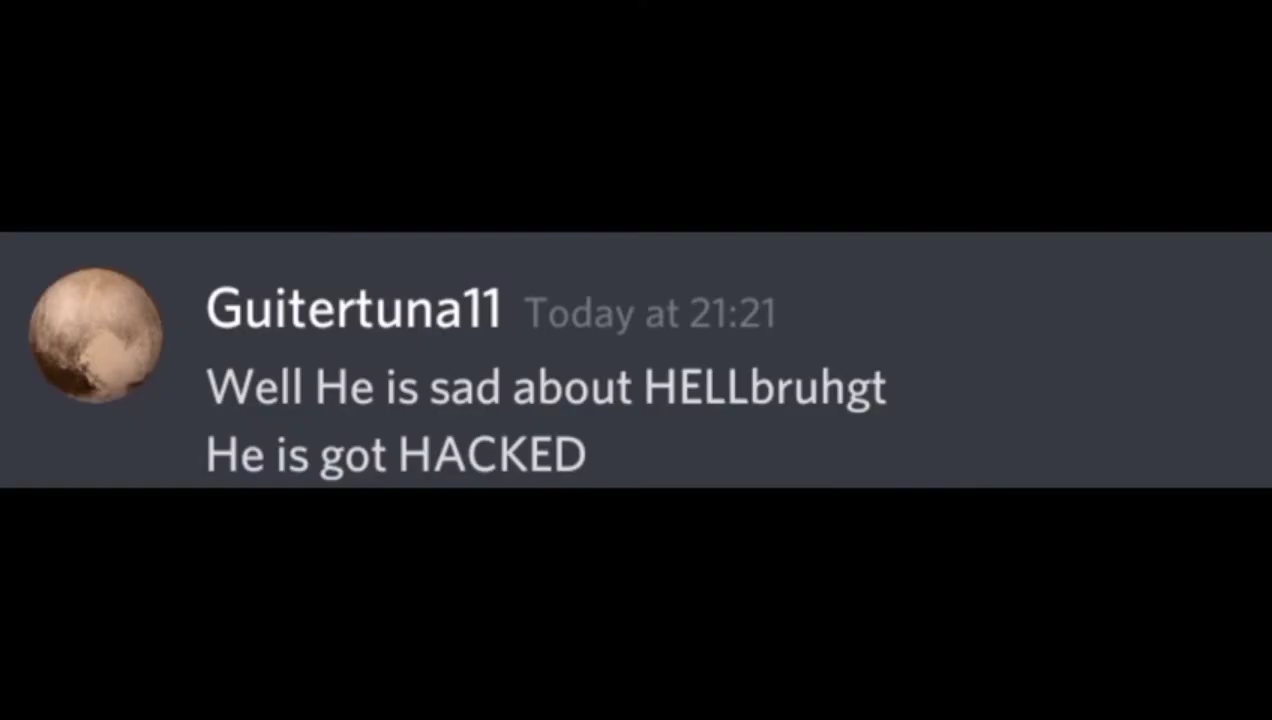 Guitertuna11 Today at 21:21
Well He is sad about HELLbruhgt
He is got HACKED